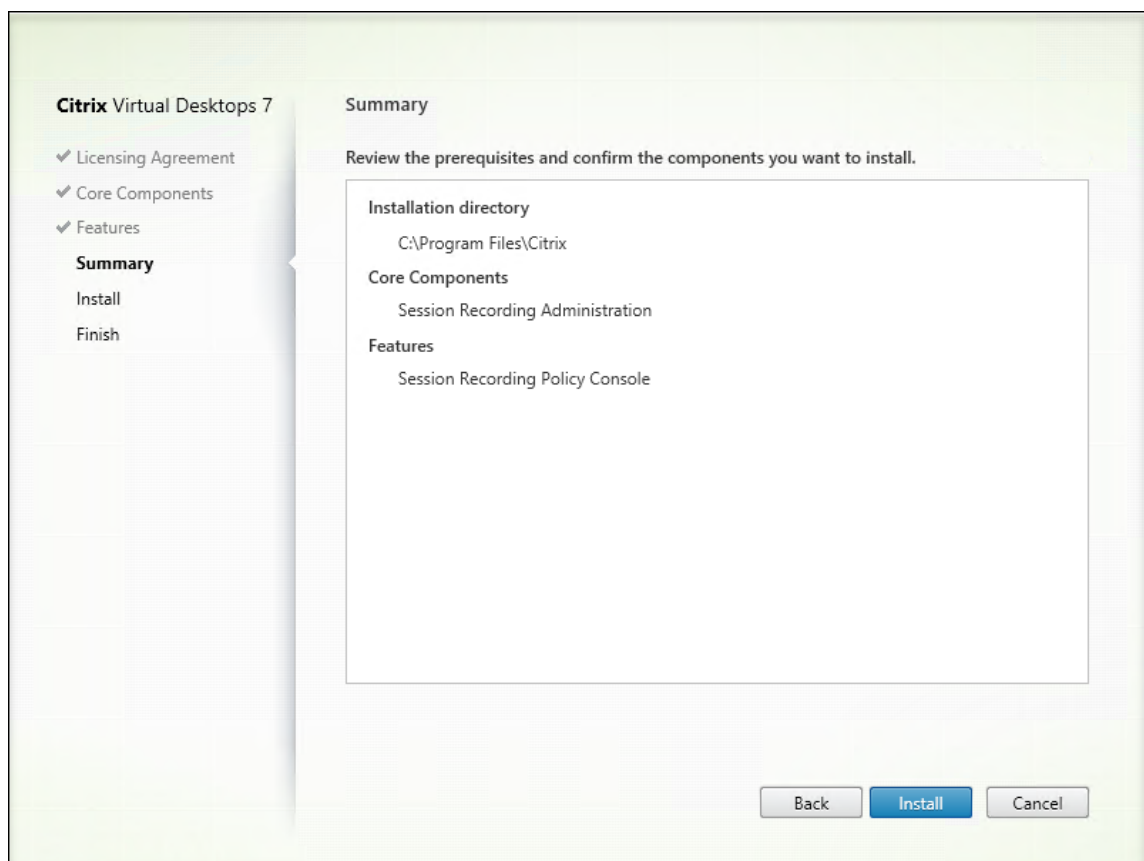 Citrix Virtual Desktops 7
Licensing Agreement
Core Components
Features
Summary
Install
Finish
Summary
Review the prerequisites and confirm the components you want to install.
Installation directory
C:\Program Files\Citrix
Core Components
Session Recording Administration
Features
Session Recording Policy Console
Back
Install
Cancel